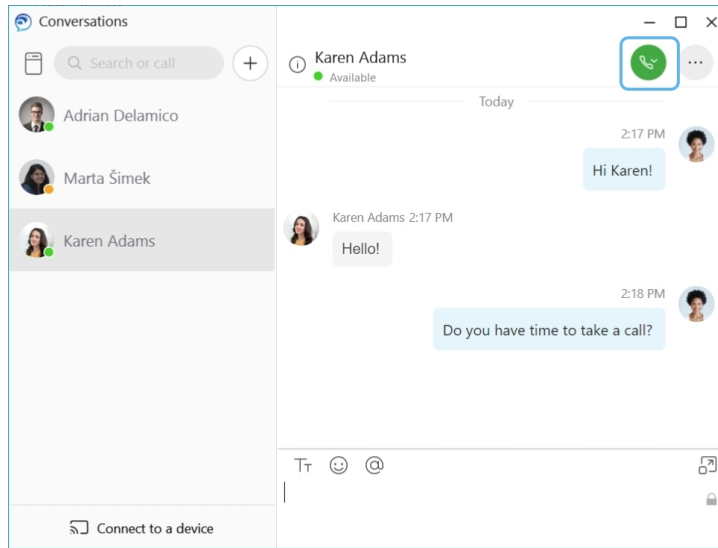 Conversations
Search or call
Adrian Delamico
Marta Šimek
Karen Adams
Connect to a device
Karen Adams
Available
Today
2:17 PM
Hi Karen!
Karen Adams 2:17 PM
Hello!
2:18 PM
Do you have time to take a call?